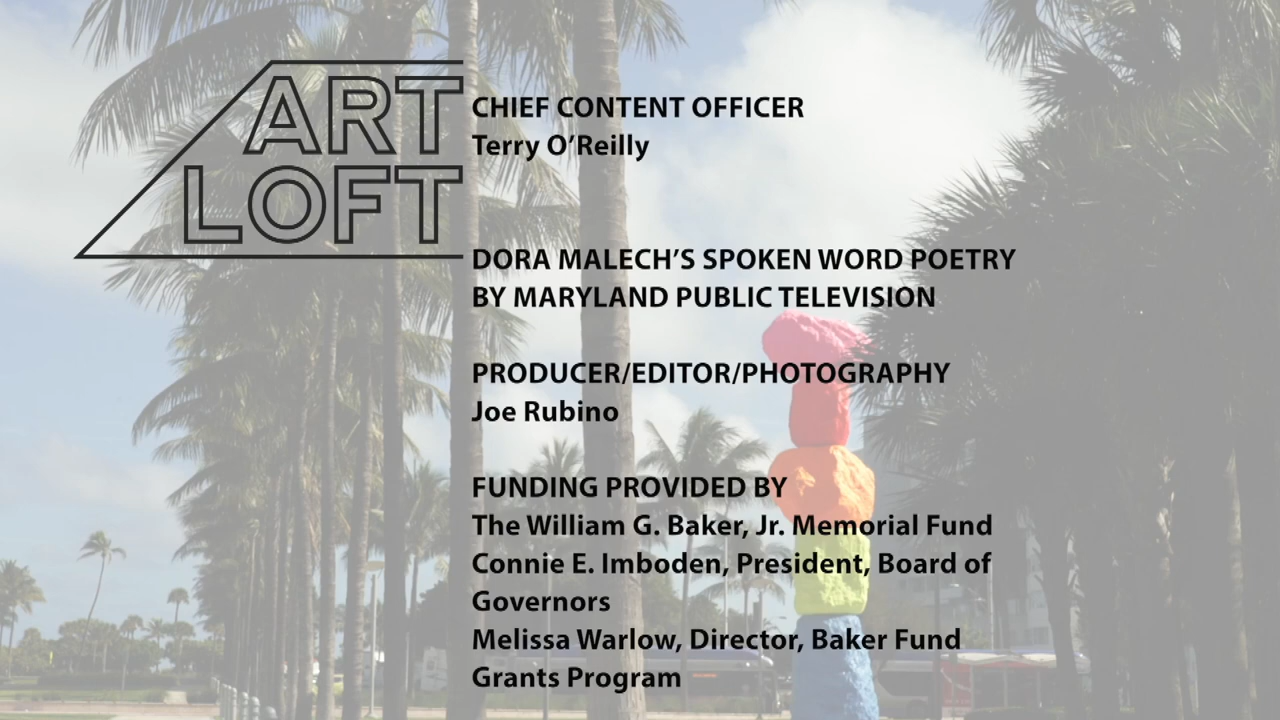 ART
LOFT
CHIEF CONTENT OFFICER
Terry O’Reilly
DORA MALECH’S SPOKEN WORD POETRY
BY MARYLAND PUBLIC TELEVISION
PRODUCER/EDITOR/PHOTOGRAPHY
Joe Rubino
FUNDING PROVIDED BY
The William G. Baker, Jr. Memorial Fund
Connie E. Imboden, President, Board of
Governors
Melissa Warlow, Director, Baker Fund
Grants Program